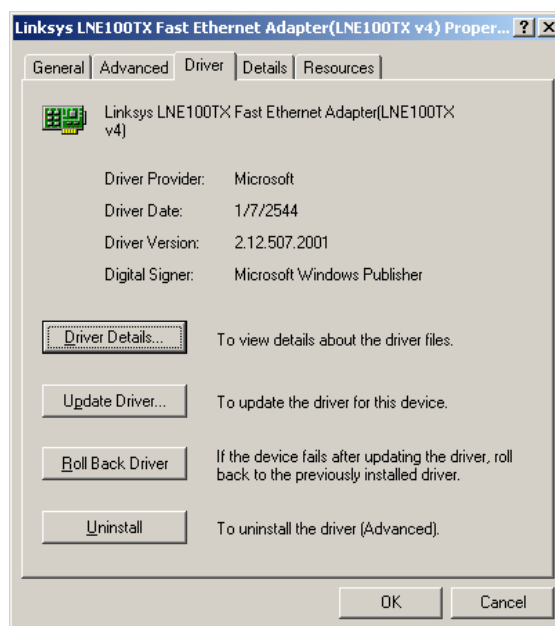 Linksys LNE100TX Fast Ethernet Adapter(LNE100TX v4) Proper... ? X
General Advanced Driver Details Resources
Linksys LNE100TX Fast Ethernet Adapter(LNE100TX
v4)
Driver Provider: Microsoft
Driver Date: 1/7/2544
Driver Version: 2.12.507.2001
Digital Signer: Microsoft Windows Publisher
Driver Details... To view details about the driver files.
Update Driver... To update the driver for this device.
Roll Back Driver If the device fails after updating the driver, roll
back to the previously installed driver.
Uninstall To uninstall the driver (Advanced).
OK Cancel